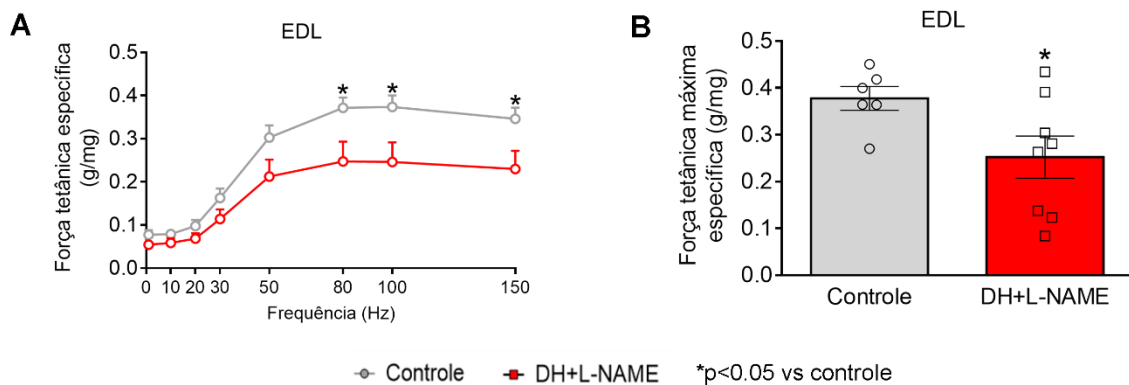 A
EDL
Força tetânica específica
(g/mg)
0.5
0.4
0.3
0.2
0.1
0.0
* * *
0 10 20 30 50 80 100 150
Frequência (Hz)
B
EDL
Força tetânica máxima
específica (g/mg)
0.5
0.4
0.3
0.2
0.1
0.0
*
Controle DH+L-NAME
Controle DH+L-NAME *p<0.05 vs controle